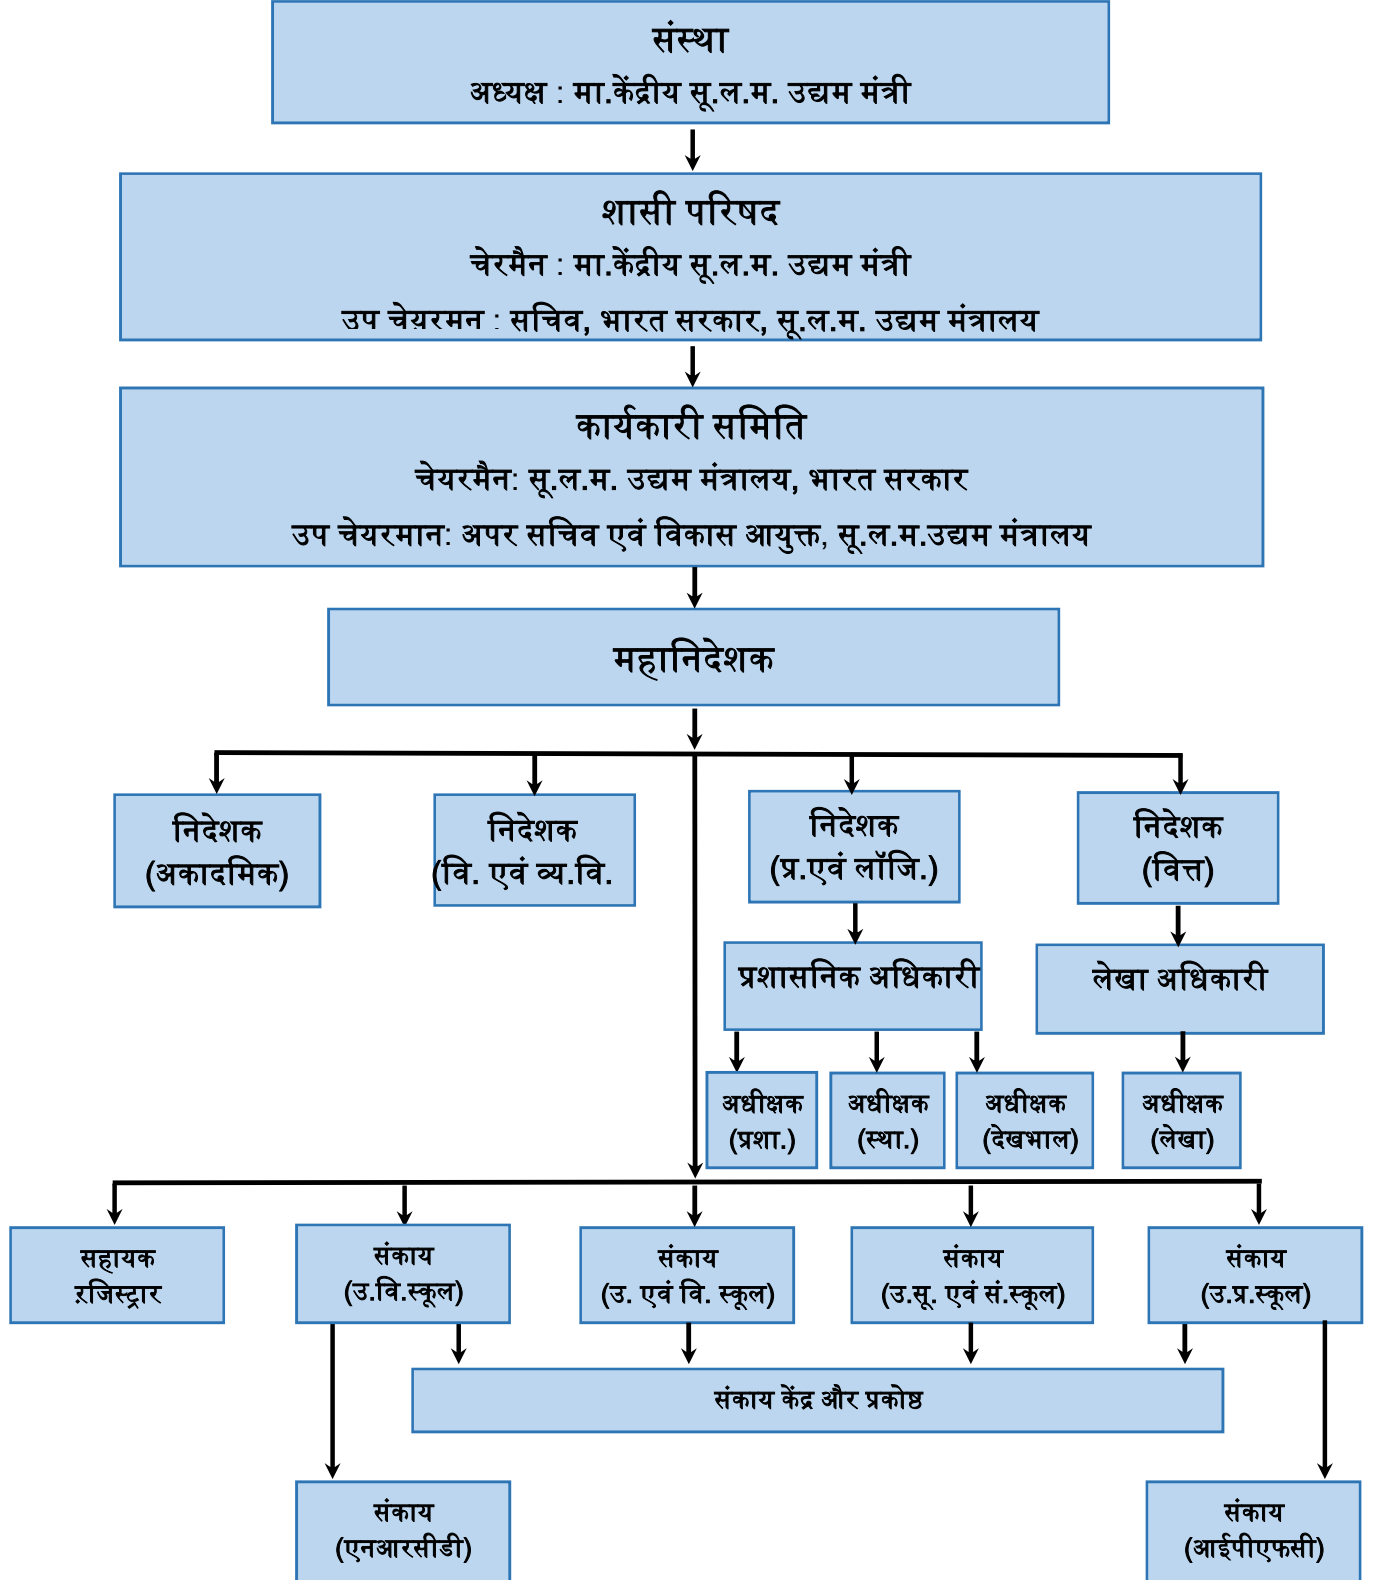 संस्था
अध्यक्ष : मा.केंद्रीय सू.ल.म. उद्यम मंत्री
शासी परिषद
चेरमैन : मा.केंद्रीय सू.ल.म. उद्यम मंत्री
उप चेयरमन : सचिव, भारत सरकार, सू.ल.म. उद्यम मंत्रालय
कार्यकारी समिति
चेयरमैन: सू.ल.म. उद्यम मंत्रालय, भारत सरकार
उप चेयरमान: अपर सचिव एवं विकास आयुक्त, सू.ल.म.उद्यम मंत्रालय
महानिदेशक
निदेशक
(अकादमिक)
निदेशक
(वि. एवं व्य.वि.
निदेशक
(प्र.एवं लॉजि.)
निदेशक
(वित्त)
प्रशासनिक अधिकारी
लेखा अधिकारी
अधीक्षक
(प्रशा.)
अधीक्षक
(स्था.)
अधीक्षक
(देखभाल)
अधीक्षक
(लेखा)
सहायक
रजिस्ट्रार
संकाय
(उ.वि.स्कूल)
संकाय
(उ. एवं वि. स्कूल)
संकाय
(उ.सू. एवं सं.स्कूल)
संकाय
(उ.प्र.स्कूल)
संकाय केंद्र और प्रकोष्ठ
संकाय
(एनआरसीडी)
संकाय
(आईपीएफसी)